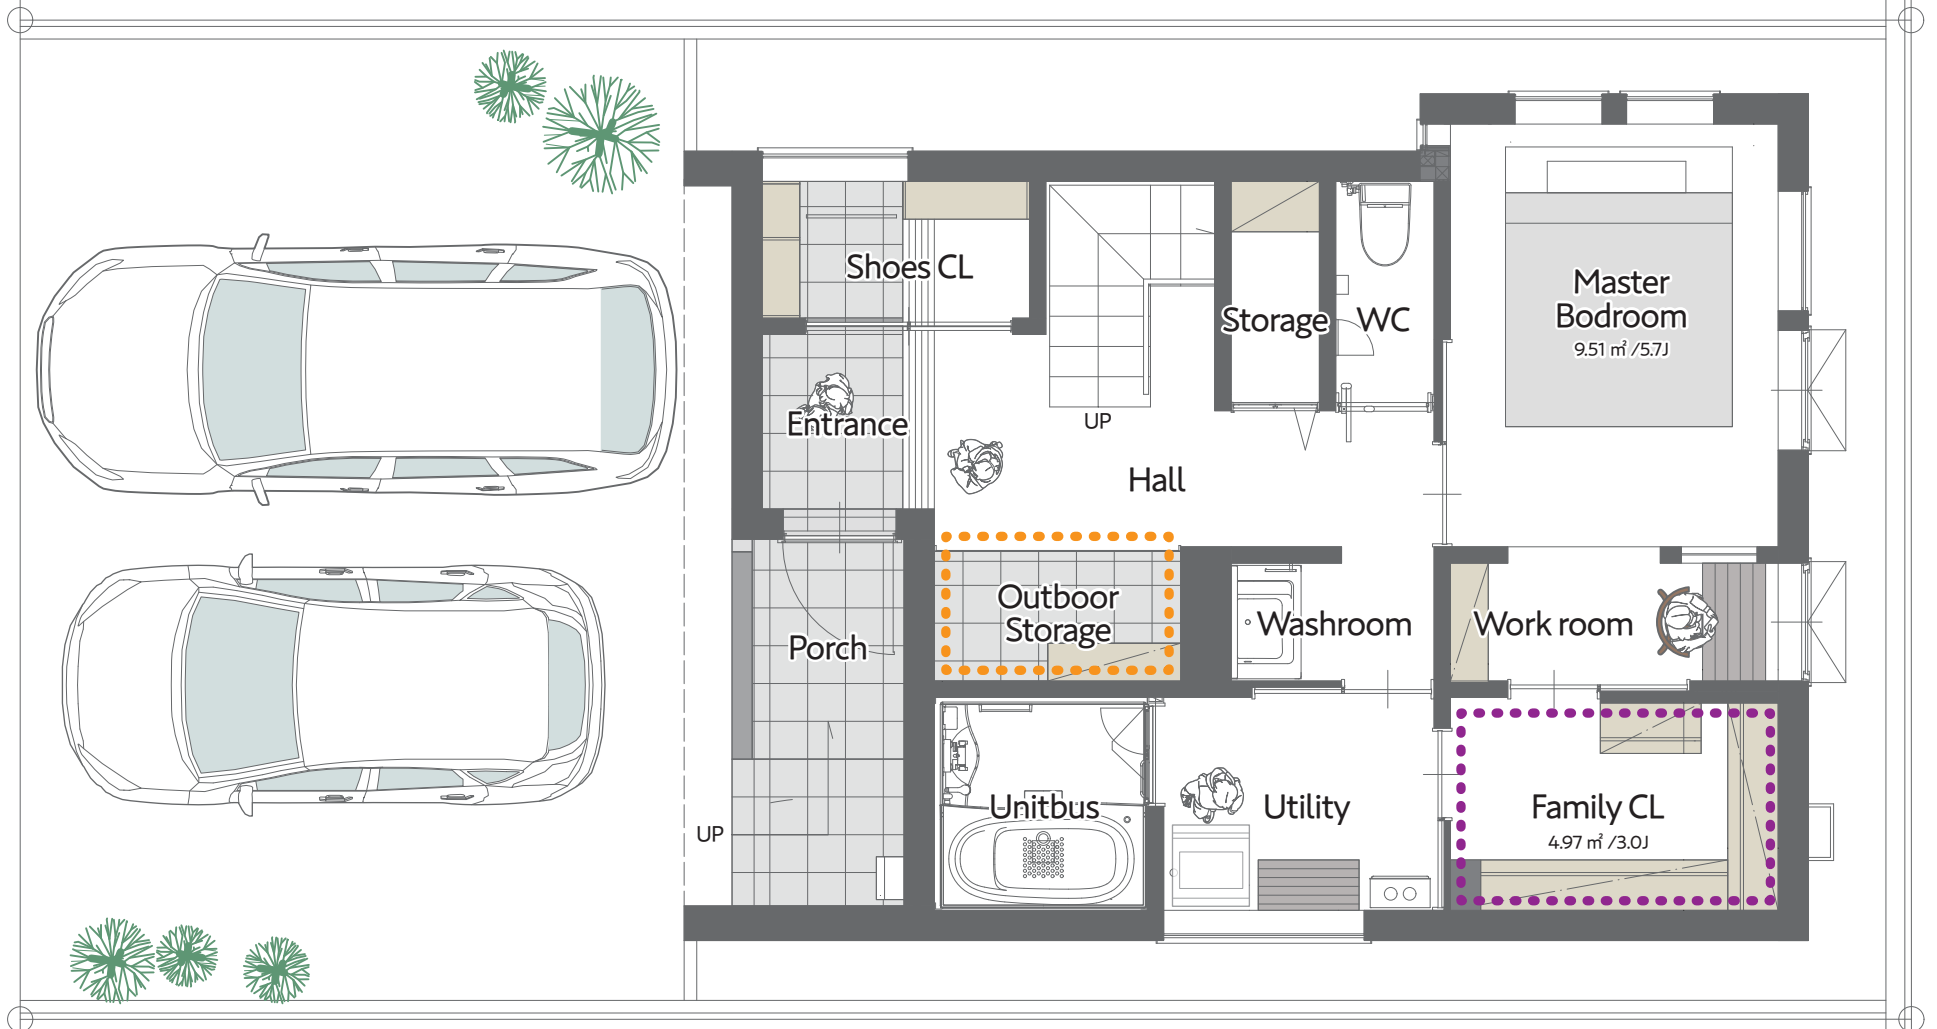 Shoes CL
Storage
WC
Master
Bodroom
9.51 ㎡ /5.7J
Entrance
UP
Hall
Outboor
Storage
Porch
Washroom
Work room
UP
Unitbus
Utility
Family CL
4.97 ㎡ /3.0J